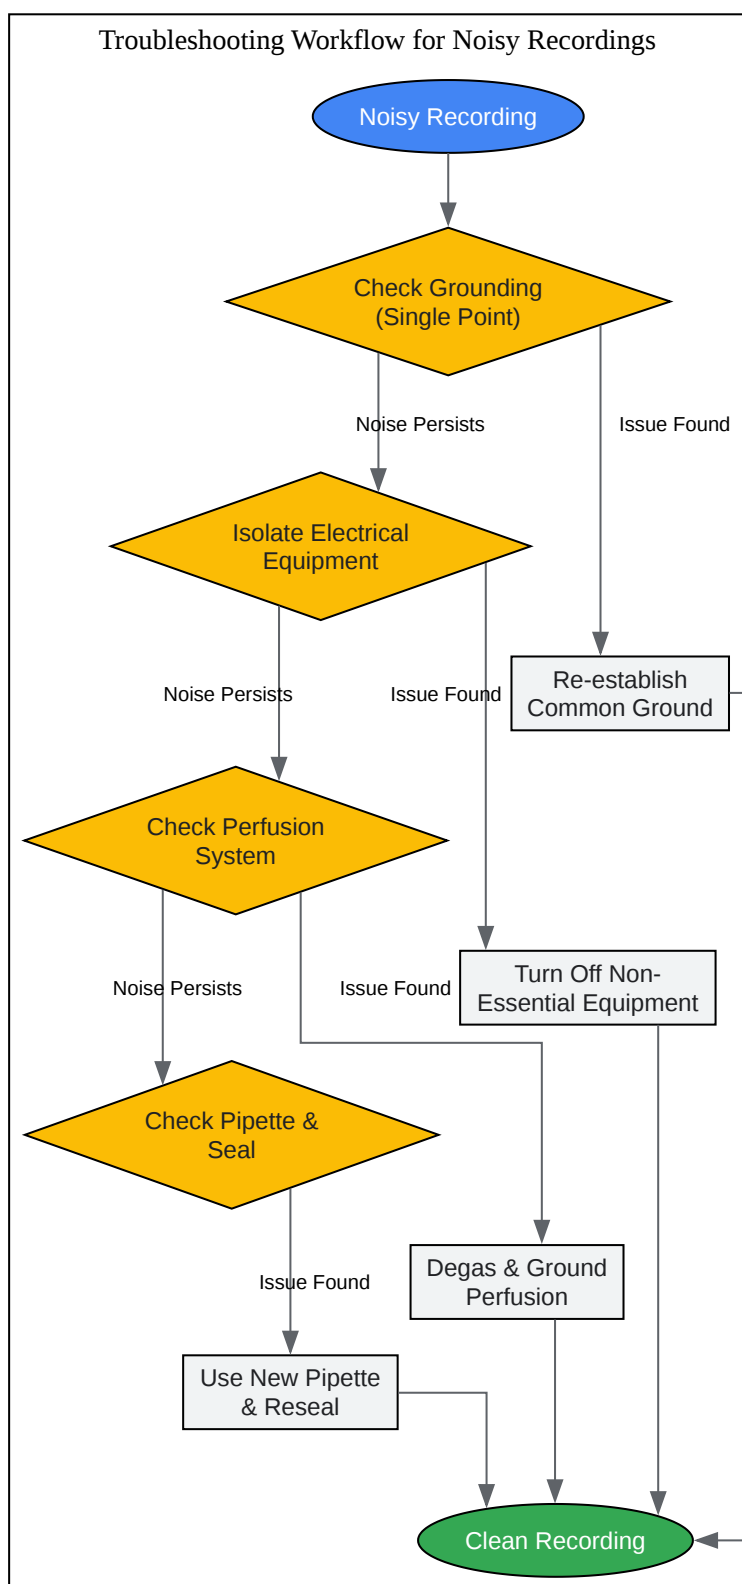 Troubleshooting Workflow for Noisy Recordings
Noisy Recording
Check Grounding
(Single Point)
Noise Persists
Issue Found
Isolate Electrical
Equipment
Re-establish
Common Ground
Noise Persists
Issue Found
Check Perfusion
System
Turn Off Non-
Essential Equipment
Noise Persists
Issue Found
Check Pipette &
Seal
Degas & Ground
Perfusion
Issue Found
Use New Pipette
& Reseal
Clean Recording